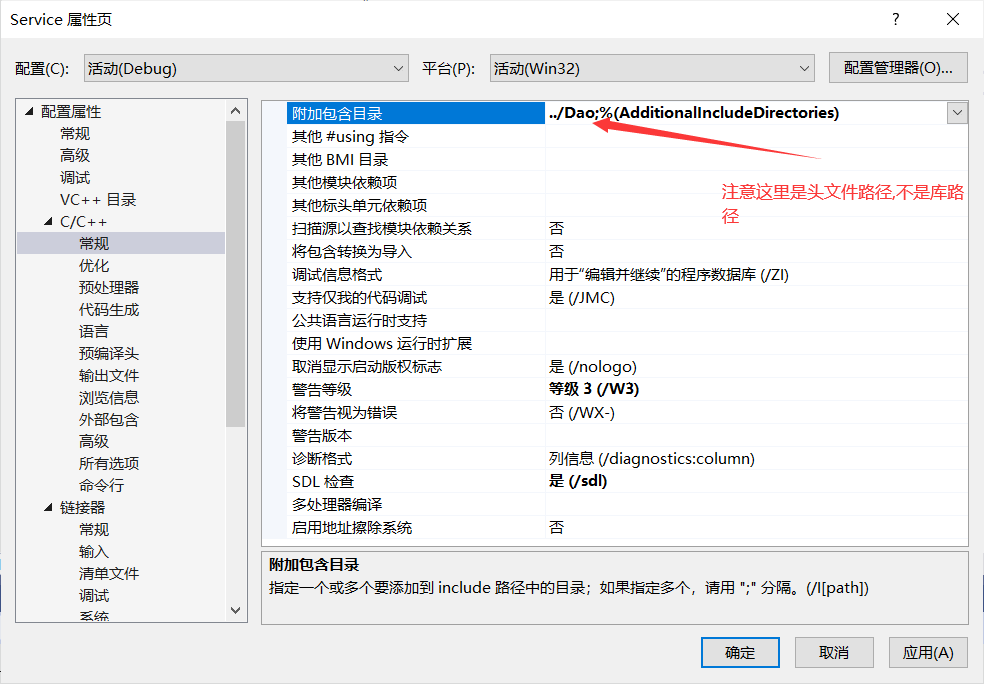 Service 属性页
?
配置(C):
活动(Debug)
平台(P):
活动(Win32)
配置管理器(O)...
配置属性
常规
高级
调试
VC++ 目录
C/C++
常规
优化
预处理器
代码生成
语言
预编译头
输出文件
浏览信息
外部包含
高级
所有选项
命令行
链接器
常规
输入
清单文件
调试
系统
附加包含目录 ../Dao;%(AdditionalIncludeDirectories)
其他 #using 指令
其他 BMI 目录
其他模块依赖项
其他标头单元依赖项
扫描源以查找模块依赖关系 否
将包含转换为导入 否
调试信息格式 用于“编辑并继续”的程序数据库 (/ZI)
支持仅我的代码调试 是 (/JMC)
公共语言运行时支持
使用 Windows 运行时扩展
取消显示启动版权标志 是 (/nologo)
警告等级 等级 3 (/W3)
将警告视为错误 否 (/WX-)
警告版本
诊断格式 列信息 (/diagnostics:column)
SDL 检查 是 (/sdl)
多处理器编译
启用地址擦除系统 否
注意这里是头文件路径,不是库路
径
附加包含目录
指定一个或多个要添加到 include 路径中的目录；如果指定多个，请用 ";" 分隔。(/I[path])
确定
取消
应用(A)